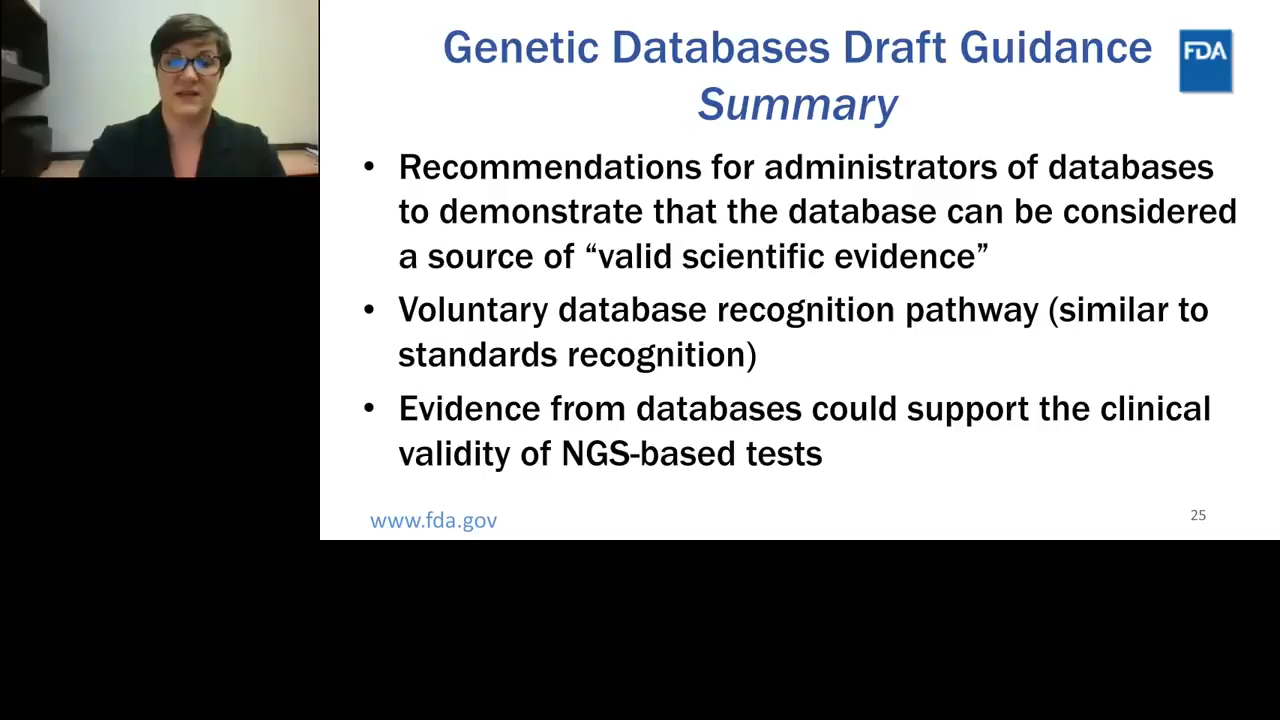 Genetic Databases Draft Guidance
Summary
FDA
• Recommendations for administrators of databases
to demonstrate that the database can be considered
a source of “valid scientific evidence”
• Voluntary database recognition pathway (similar to
standards recognition)
• Evidence from databases could support the clinical
validity of NGS-based tests
www.fda.gov
25